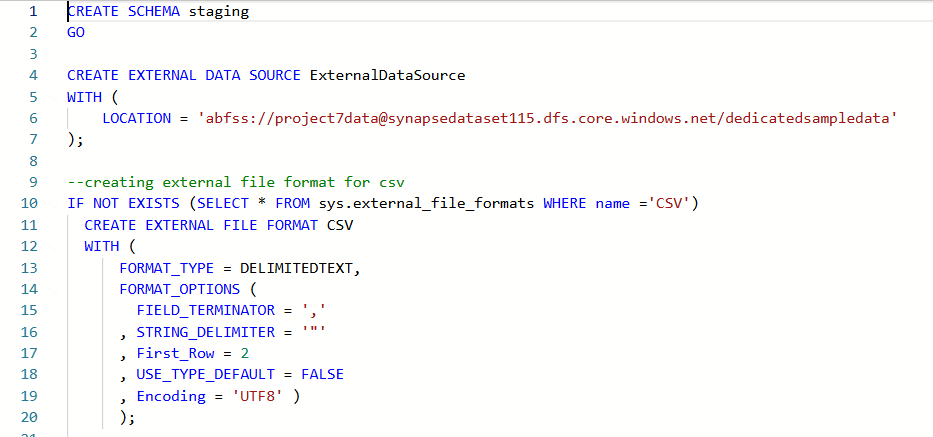 1 CREATE SCHEMA staging
2 GO
3
4 CREATE EXTERNAL DATA SOURCE ExternalDataSource
5 WITH (
6 LOCATION = 'abfss://project7data@synapsedataset115.dfs.core.windows.net/dedicatedsampledata'
7 );
8
9 --creating external file format for csv
10 IF NOT EXISTS (SELECT * FROM sys.external_file_formats WHERE name ='CSV')
11 CREATE EXTERNAL FILE FORMAT CSV
12 WITH (
13 FORMAT_TYPE = DELIMITEDTEXT,
14 FORMAT_OPTIONS (
15 FIELD_TERMINATOR = ','
16 , STRING_DELIMITER = '"'
17 , First_Row = 2
18 , USE_TYPE_DEFAULT = FALSE
19 , Encoding = 'UTF8' )
20 );